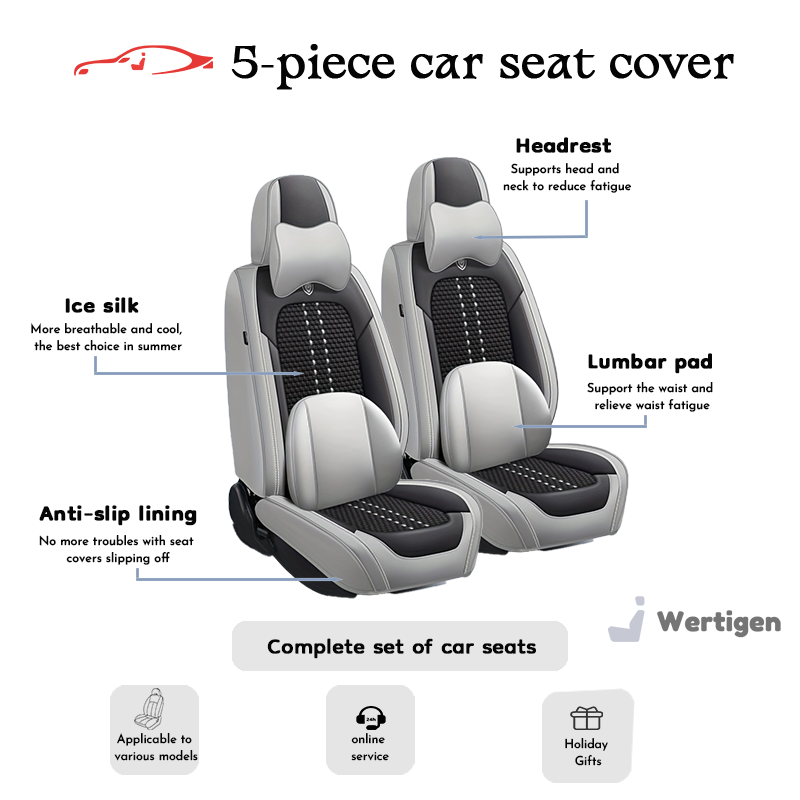 5-piece car seat cover
Headrest
Supports head and
neck to reduce fatigue
Ice silk
More breathable and cool,
the best choice in summer
Lumbar pad
Support the waist and
relieve waist fatigue
Anti-slip lining
No more troubles with seat
covers slipping off
Wertigen
Complete set of car seats
Applicable to
various models
24h
online
service
Holiday
Gifts